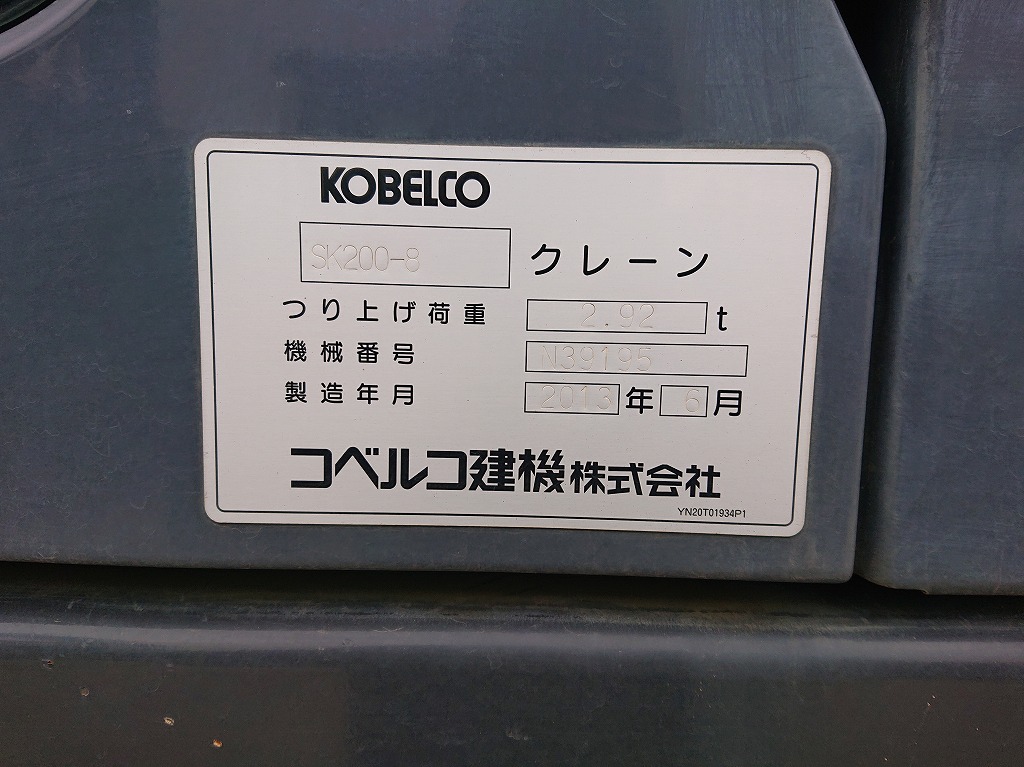 KOBELCO
SK200-8 クレーン
つり上げ荷重 2.92 t
機械番号 N39195
製造年月 2013 年 6 月
コベルコ建機株式会社
YN20T01934P1